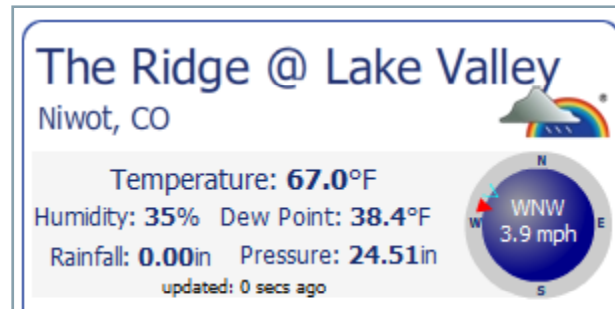 The Ridge @ Lake Valley
Niwot, CO
®
Temperature: 67.0°F
Humidity: 35% Dew Point: 38.4°F
Rainfall: 0.00in Pressure: 24.51in
updated: 0 secs ago
N
W
WNW
3.9 mph
E
S